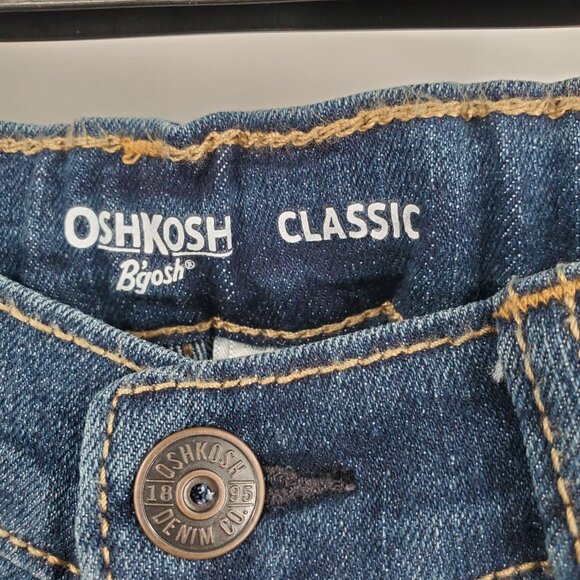 OSHKOSH CLASSIC
B'gosh®
OSHKOSH
18 95
DENIM CO.